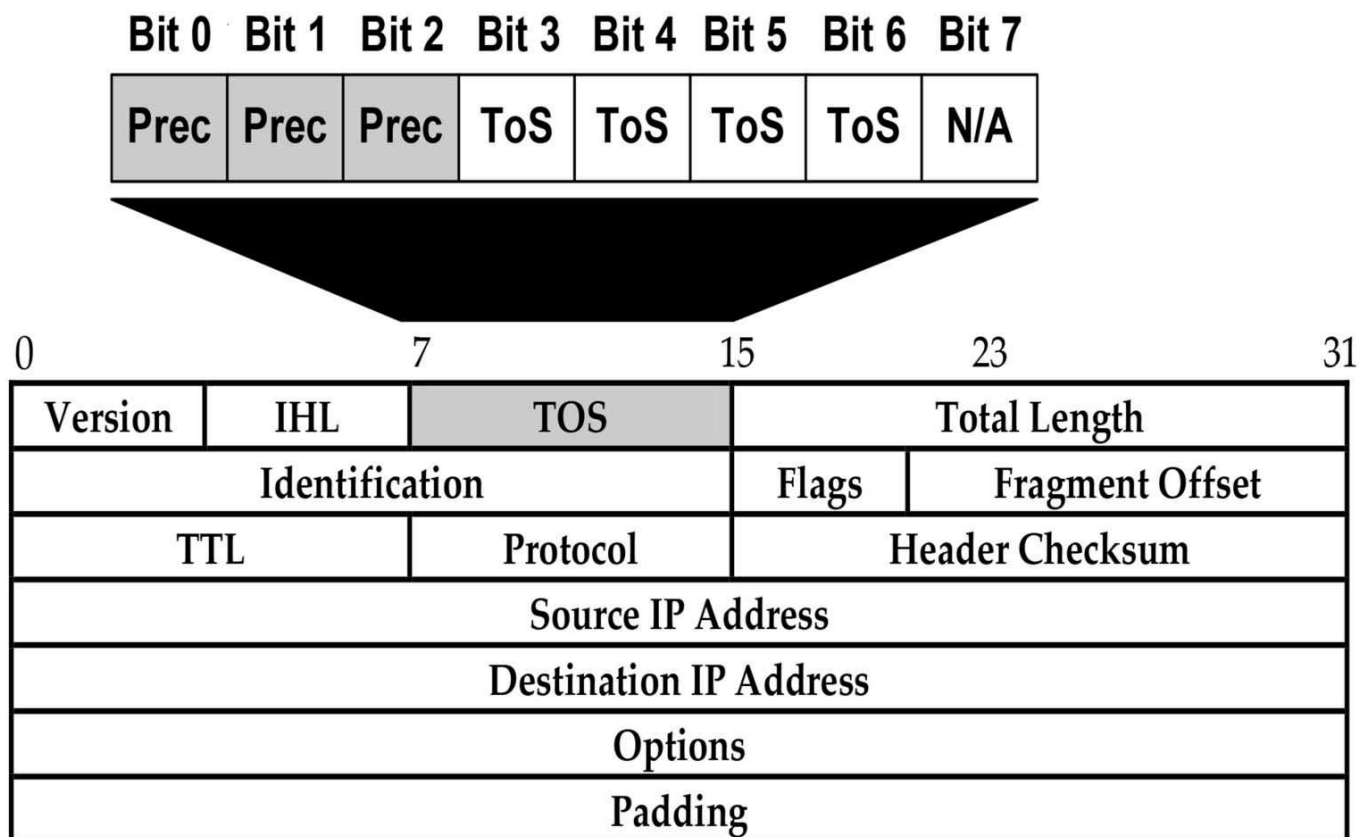 Bit 0 Bit 1 Bit 2 Bit 3 Bit 4 Bit 5 Bit 6 Bit 7
Prec Prec Prec ToS ToS ToS ToS N/A
0 7 15 23 31
Version IHL TOS Total Length
Identification Flags Fragment Offset
TTL Protocol Header Checksum
Source IP Address
Destination IP Address
Options
Padding